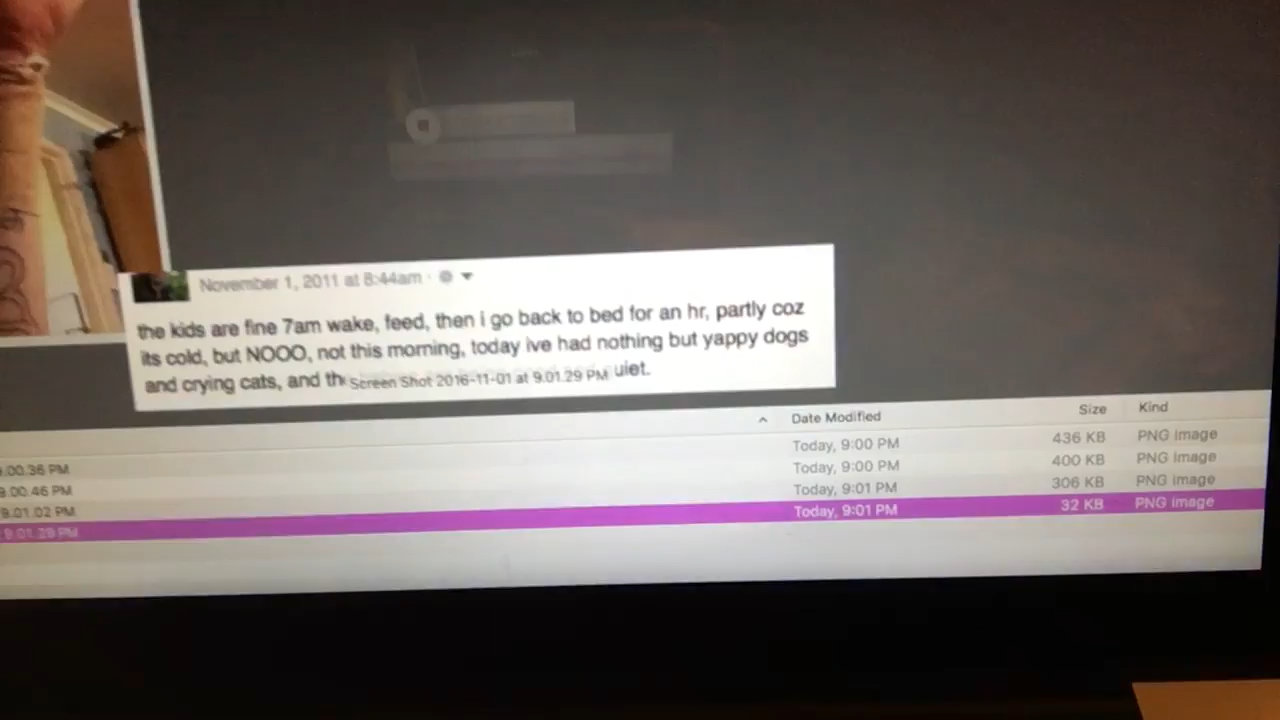 November 1, 2011 at 8:44am
the kids are fine 7am wake, feed, then i go back to bed for an hr, partly coz
its cold, but NOOO, not this morning, today ive had nothing but yappy dogs
and crying cats, and
Screen Shot 2016-11-01 at 9.01.29 PM
uiet.
Date Modified Size Kind
Today, 9:00 PM 436 KB PNG image
.00.36 PM Today, 9:00 PM 400 KB PNG image
9.00.46 PM Today, 9:01 PM 306 KB PNG image
9.01.02 PM Today, 9:01 PM 32 KB PNG image
9.01.29 PM